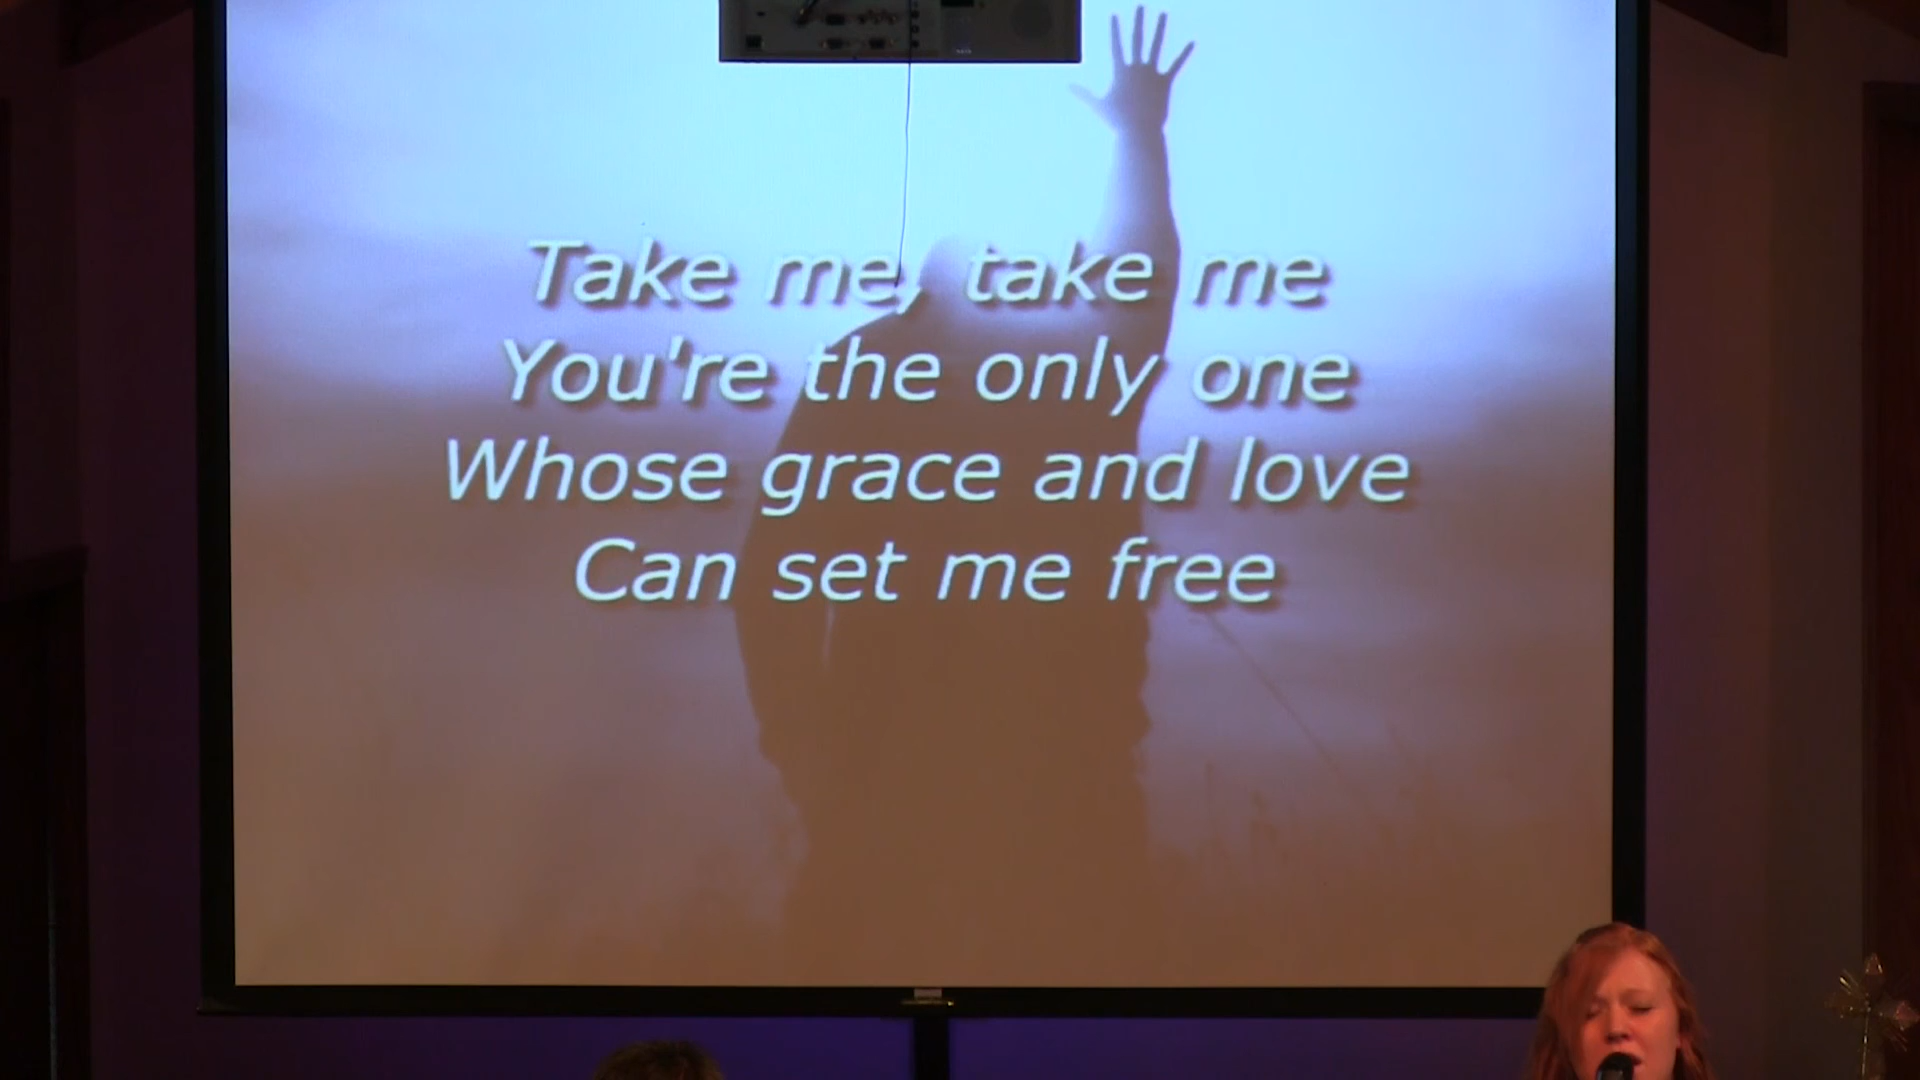 Take me, take me
You're the only one
Whose grace and love
Can set me free